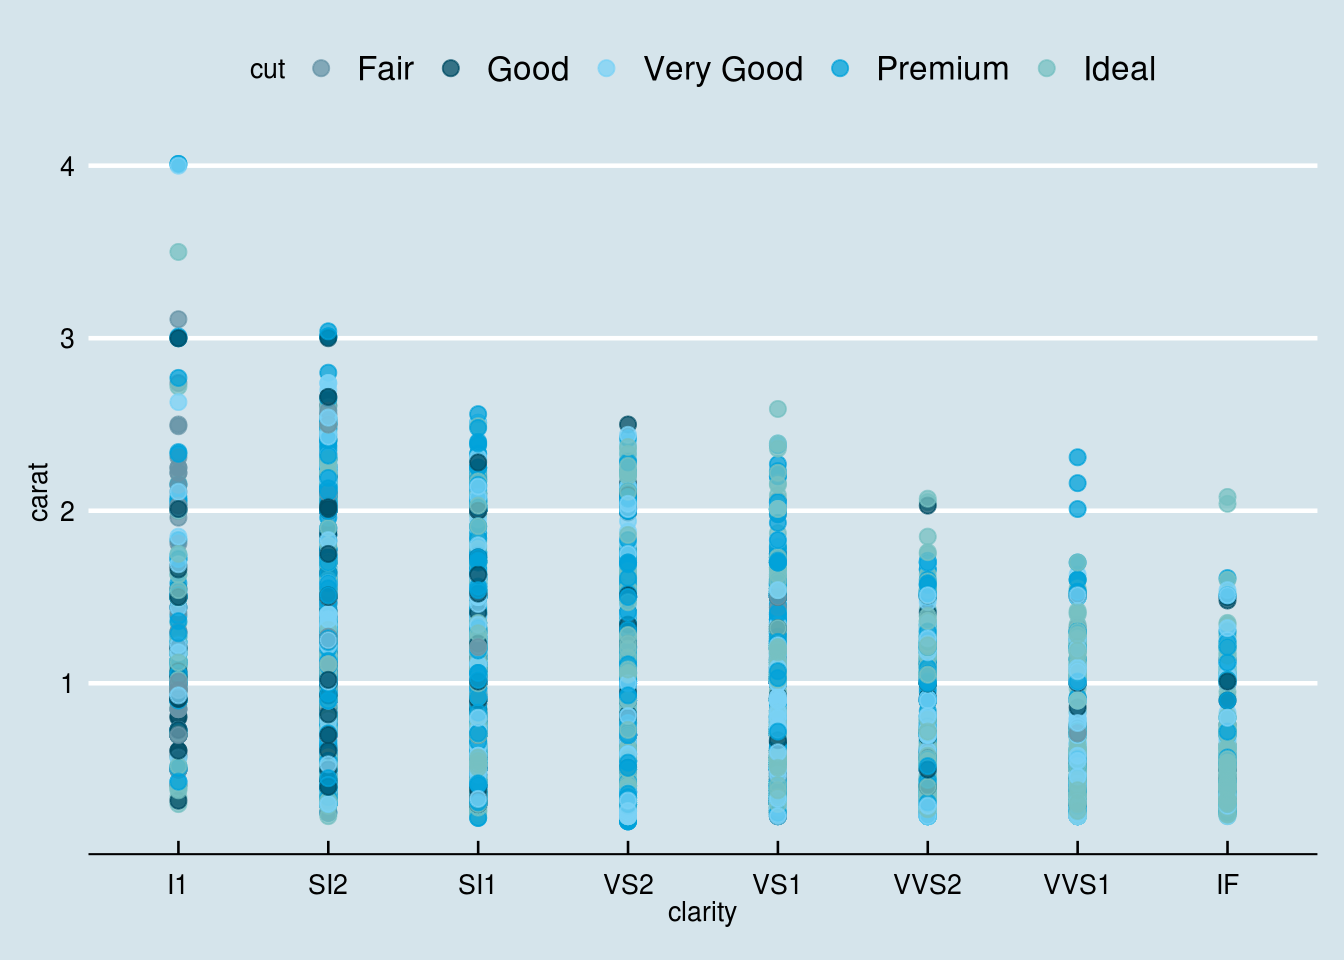 cut Fair Good Very Good Premium Ideal
4
3
2
1
carat
I1 SI2 SI1 VS2 VS1 VVS2 VVS1 IF
clarity